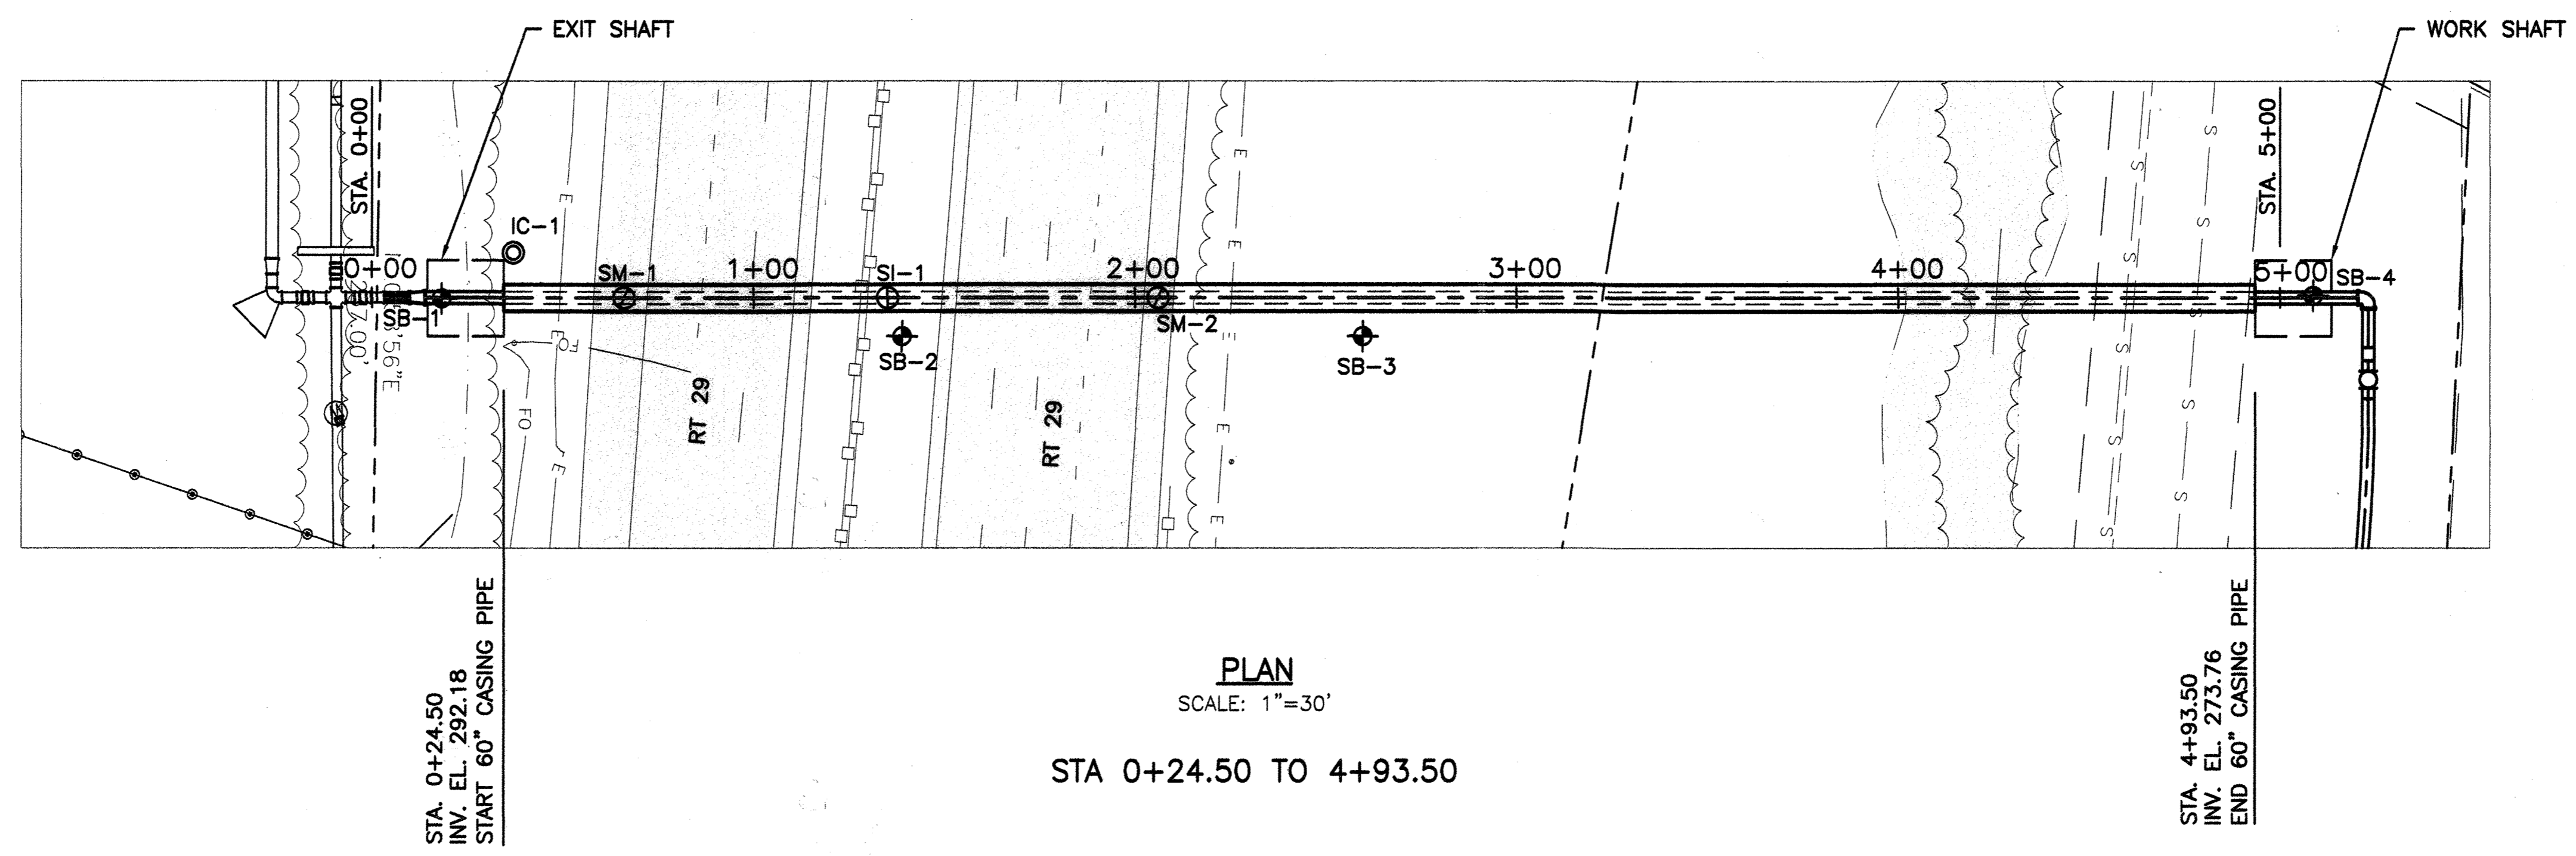 EXIT SHAFT
WORK SHAFT
STA. 0+00
STA. 5+00
IC-1
0+00
SM-1
1+00
SI-1
2+00
3+00
4+00
5+00
SB-4
SB-1
SM-2
SB-2
SB-3
27.00'
'56"E
E
E
E
E
E
E
E
E
E
FO
FO
RT 29
RT 29
S
S
S
S
S
S
S
S
S
S
STA. 0+24.50
INV. EL. 292.18
START 60" CASING PIPE
PLAN
SCALE: 1"=30'
STA 0+24.50 TO 4+93.50
STA. 4+93.50
INV. EL. 273.76
END 60" CASING PIPE